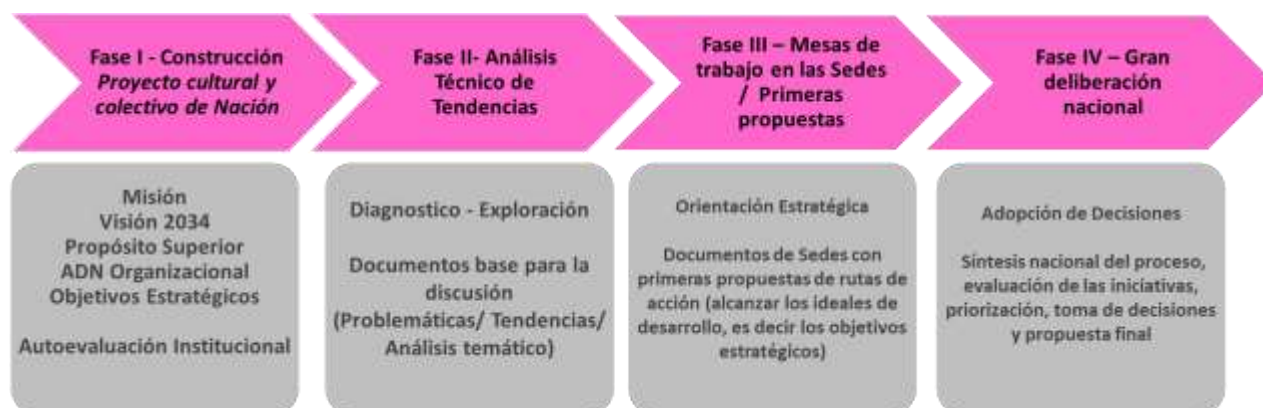 Fase I - Construcción
Proyecto cultural y
colectivo de Nación
Fase II- Análisis
Técnico de
Tendencias
Fase III – Mesas de
trabajo en las Sedes
/ Primeras
propuestas
Fase IV – Gran
deliberación
nacional
Misión
Visión 2034
Propósito Superior
ADN Organizacional
Objetivos Estratégicos
Autoevaluación Institucional
Diagnostico - Exploración
Documentos base para la
discusión
(Problemáticas/ Tendencias/
Análisis temático)
Orientación Estratégica
Documentos de Sedes con
primeras propuestas de rutas de
acción (alcanzar los ideales de
desarrollo, es decir los objetivos
estratégicos)
Adopción de Decisiones
Síntesis nacional del proceso,
evaluación de las iniciativas,
priorización, toma de decisiones
y propuesta final